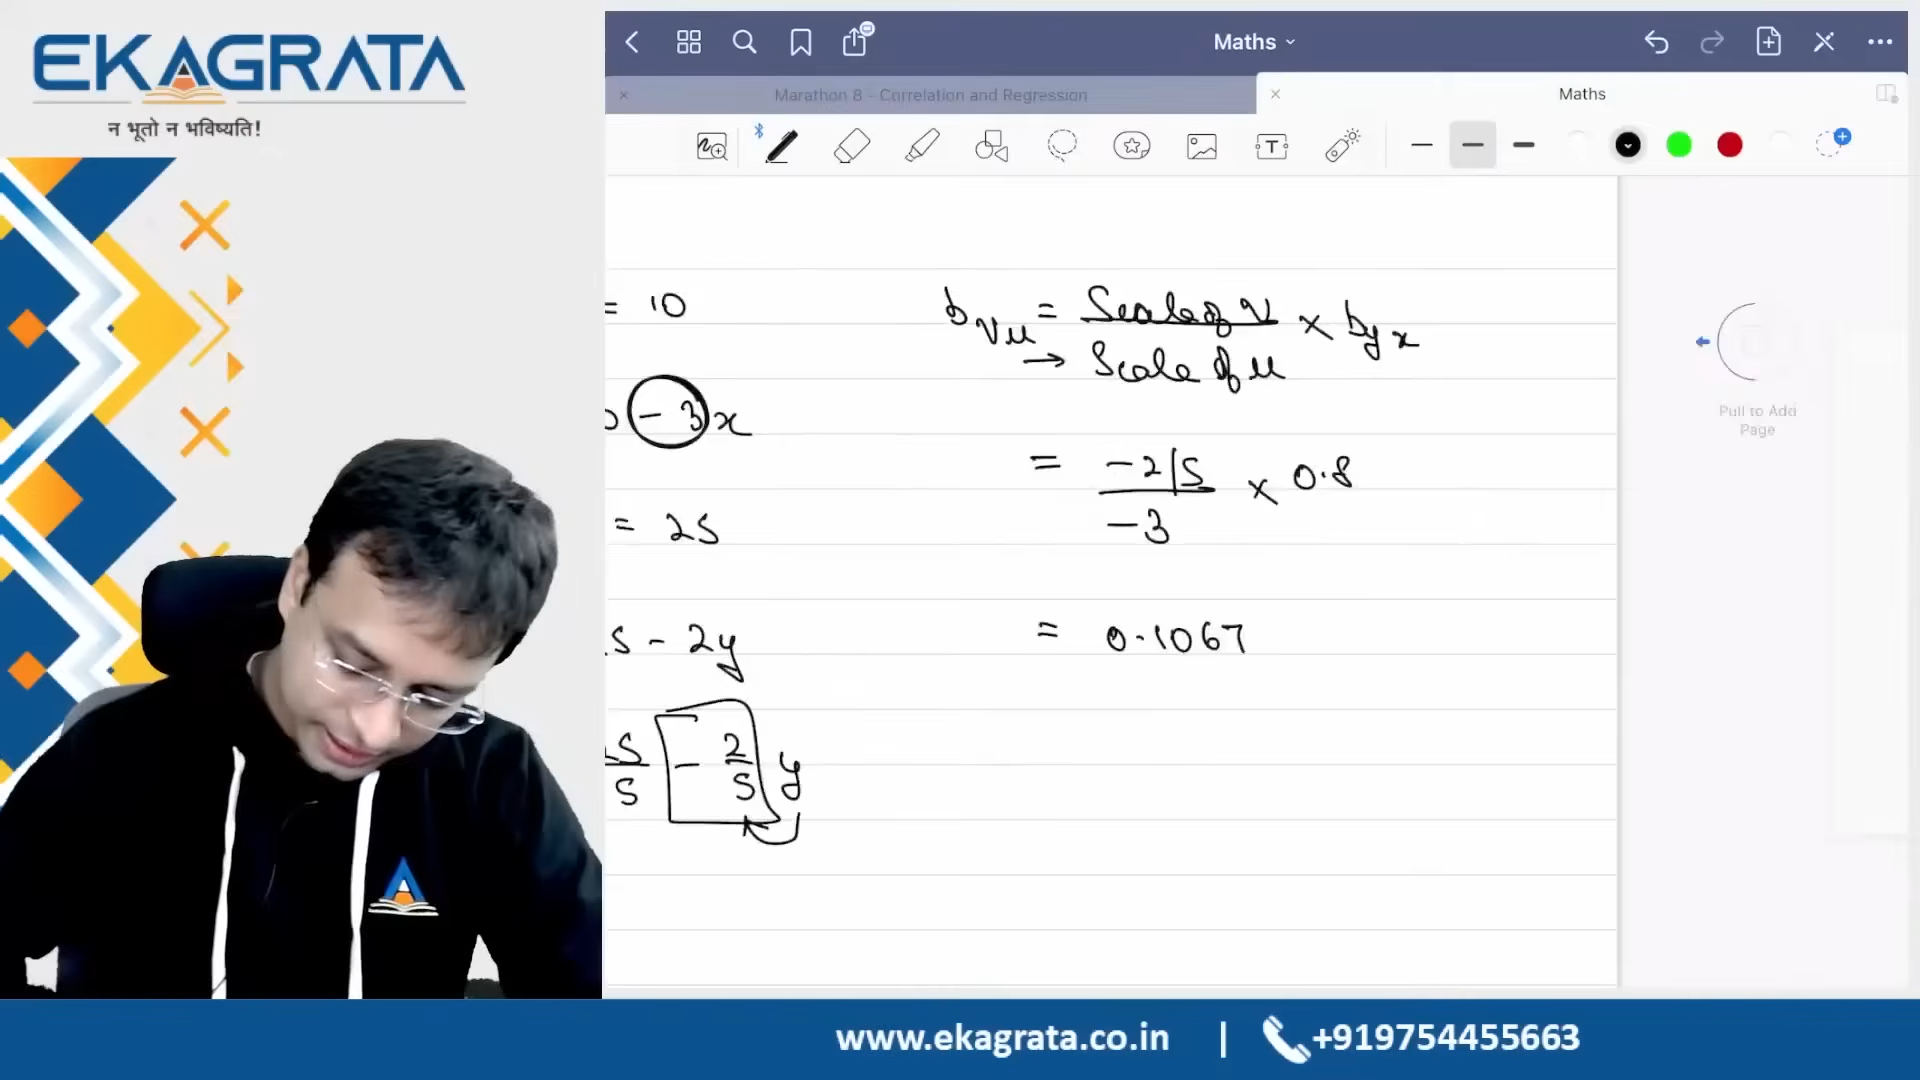 EKAGRATA
न भूतो न भविष्यति!
Maths
Marathon 8 - Correlation and Regression
Maths
T
= 10
- 3x
= 25
5 - 2y
5/5 - 2/5 y
b_vu = Scale of V / Scale of u × b_yx
→
= -2/5 / -3 × 0.8
= 0.1067
Pull to Add
Page
www.ekagrata.co.in | +919754455663